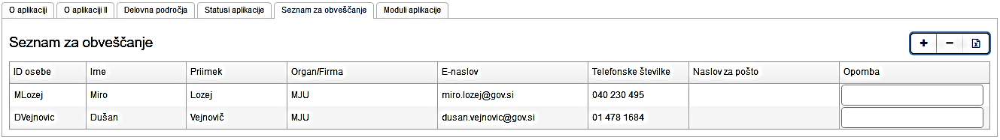 O aplikaciji O aplikaciji II Delovna področja Statusi aplikacije Seznam za obveščanje Moduli aplikacije
Seznam za obveščanje
ID osebe Ime Priimek Organ/Firma E-naslov Telefonske številke Naslov za pošto Opomba
MLozej Miro Lozej MJU miro.lozej@gov.si 040 230 495
DVejnovic Dušan Vejnovič MJU dusan.vejnovic@gov.si 01 478 1684